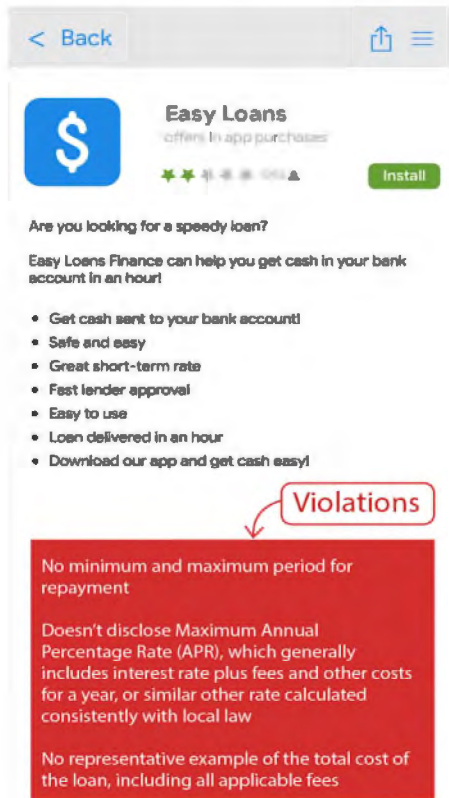 < Back
Easy Loans
offers in app purchases
Install
Are you looking for a speedy loan?
Easy Loans Finance can help you get cash in your bank
account in an hour!
• Get cash sent to your bank account!
• Safe and easy
• Great short-term rate
• Fast lender approval
• Easy to use
• Loan delivered in an hour
• Download our app and get cash easy!
Violations
No minimum and maximum period for
repayment
Doesn't disclose Maximum Annual
Percentage Rate (APR), which generally
includes interest rate plus fees and other costs
for a year, or similar other rate calculated
consistently with local law
No representative example of the total cost of
the loan, including all applicable fees